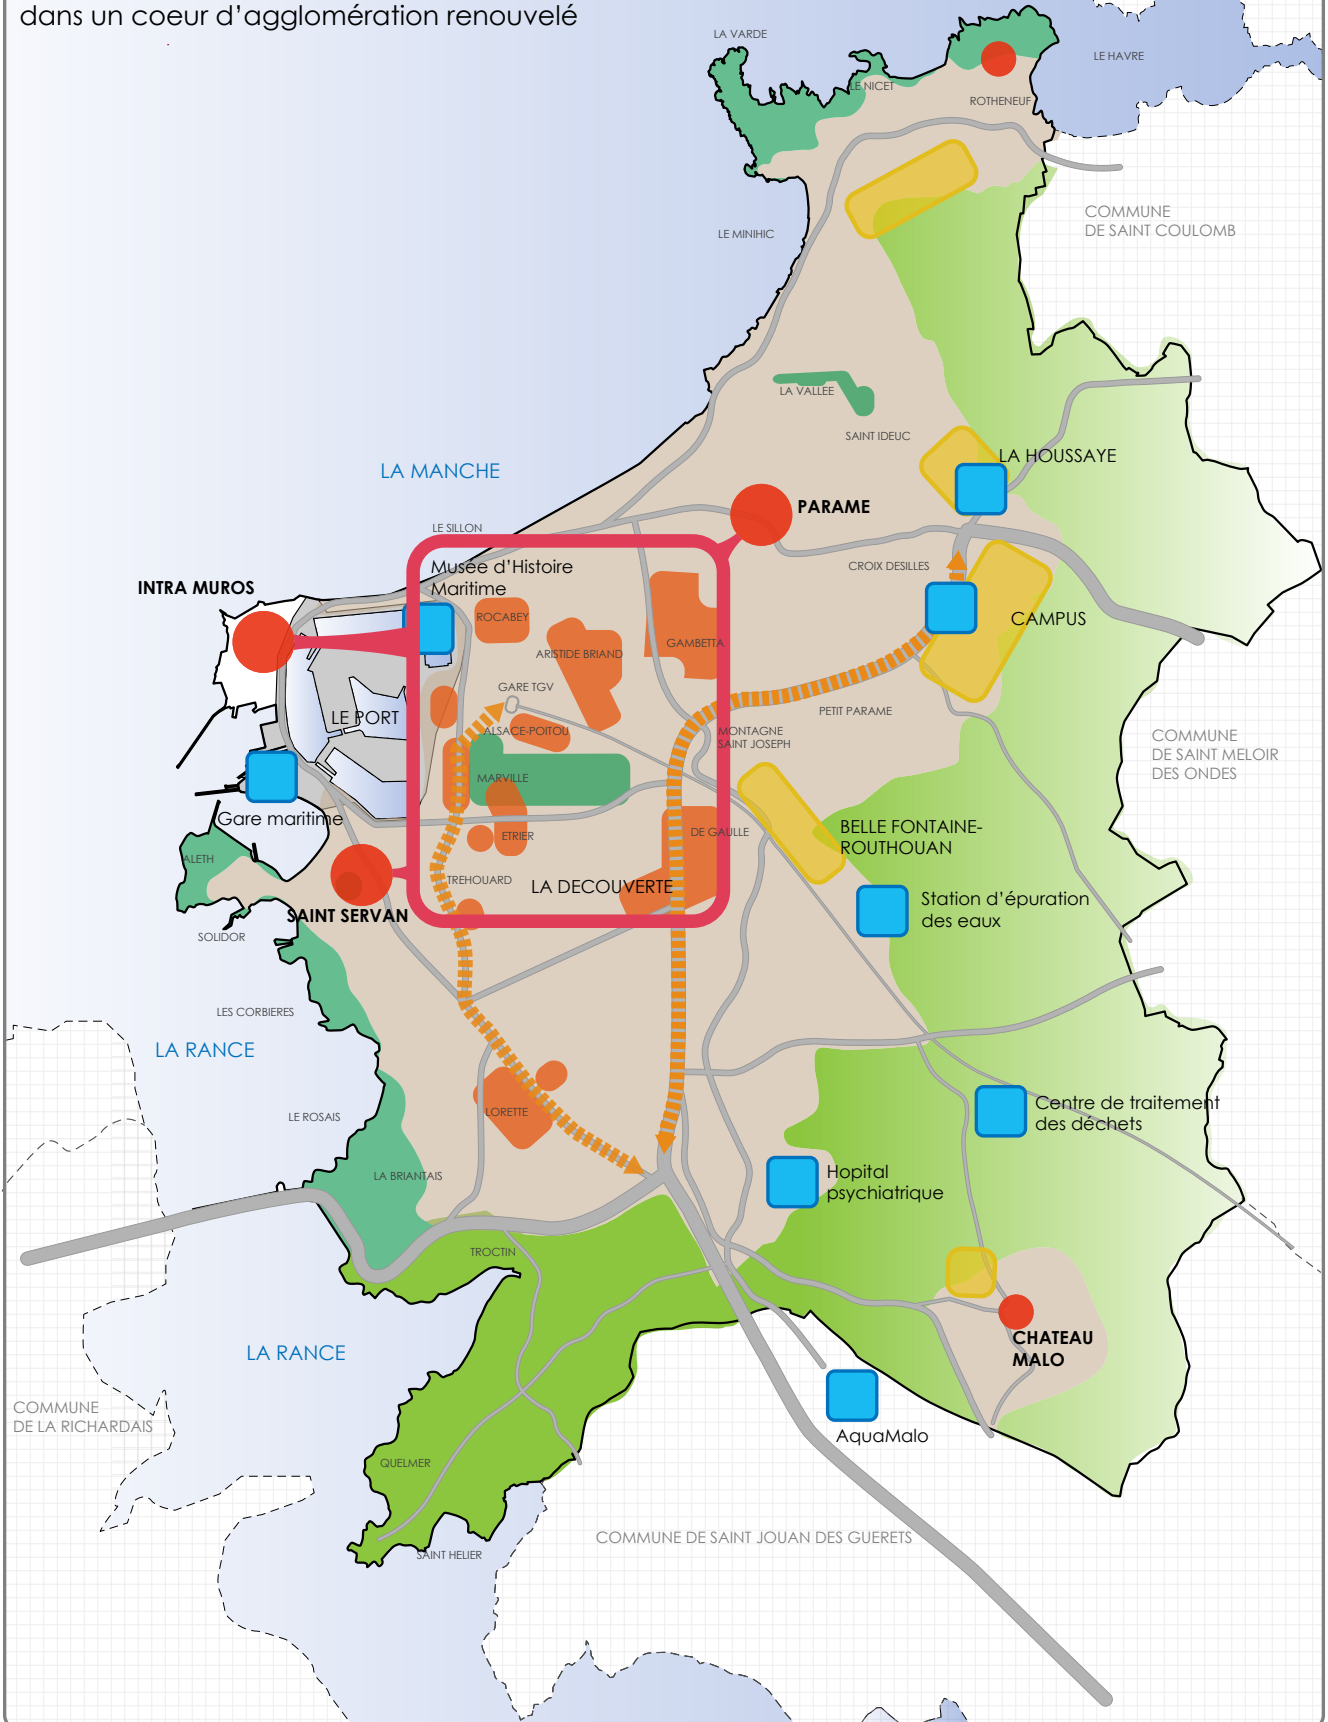 dans un coeur d'agglomération renouvelé
LA VARDE
LE HAVRE
LE NICET
ROTHENEUF
COMMUNE
DE SAINT COULOMB
LE MINIHIC
LA VALLEE
SAINT IDEUC
LA HOUSSAYE
LA MANCHE
PARAME
LE SILLON
CROIX DESILLES
Musée d'Histoire
Maritime
INTRA MUROS
ROCABEY
CAMPUS
GAMBETTA
ARISTIDE BRIAND
GARE TGV
LE PORT
PETIT PARAME
ALSACE-POITOU
MONTAGNE
SAINT JOSEPH
COMMUNE
DE SAINT MELOIR
DES ONDES
MARVILLE
Gare maritime
ETRIER
DE GAULLE
BELLE FONTAINE-
ROUTHOUAN
ALETH
TREHOUARD
LA DECOUVERTE
Station d'épuration
des eaux
SAINT SERVAN
SOLIDOR
LES CORBIERES
LA RANCE
LE ROSAIS
LORETTE
Centre de traitement
des déchets
LA BRIANTAIS
Hopital
psychiatrique
TROCTIN
LA RANCE
CHATEAU
MALO
COMMUNE
DE LA RICHARDAIS
AquaMalo
QUELMER
COMMUNE DE SAINT JOUAN DES GUERETS
SAINT HELIER